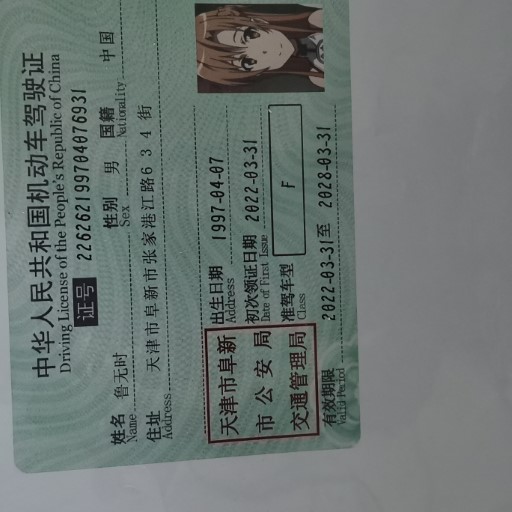 中华人民共和国机动车驾驶证
Driving License of the People's Republic of China
证号 226262199704076931
姓名 鲁无时 性别 男 国籍 中国
Name Sex Nationality
住址 天津市阜新市张家港江路634街
Address
天津市阜新
市公安局
交通管理局
出生日期 1997-04-07
Address
初次领证日期 2022-03-31
Date of First Issue
准驾车型 F
Class
有效期限 2022-03-31至 2028-03-31
Valid Period